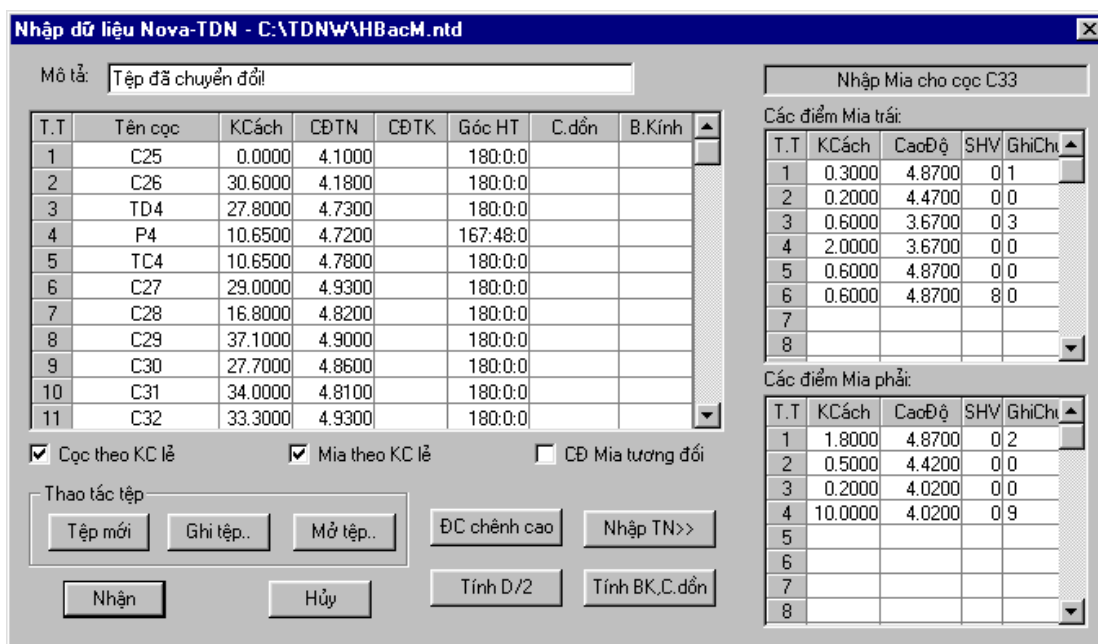 Nhập dữ liệu Nova-TDN - C:\TDNW\HBacM.ntd
Mô tả: Tệp đã chuyển đổi!
T.T Tên cọc KCách CĐTN CĐTK Góc HT C.dồn B.Kính
1 C25 0.0000 4.1000 180:0:0
2 C26 30.6000 4.1800 180:0:0
3 TD4 27.8000 4.7300 180:0:0
4 P4 10.6500 4.7200 167:48:0
5 TC4 10.6500 4.7800 180:0:0
6 C27 29.0000 4.9300 180:0:0
7 C28 16.8000 4.8200 180:0:0
8 C29 37.1000 4.9000 180:0:0
9 C30 27.7000 4.8600 180:0:0
10 C31 34.0000 4.8100 180:0:0
11 C32 33.3000 4.9300 180:0:0
Cọc theo KC lẻ Mia theo KC lẻ CĐ Mia tương đối
Thao tác tệp
Tệp mới Ghi tệp.. Mở tệp..
ĐC chênh cao Nhập TN>>
Nhận Hủy Tính D/2 Tính BK,C.dồn
Nhập Mia cho cọc C33
Các điểm Mia trái:
T.T KCách CaoĐộ SHV GhiChu
1 0.3000 4.8700 0 1
2 0.2000 4.4700 0 0
3 0.6000 3.6700 0 3
4 2.0000 3.6700 0 0
5 0.6000 4.8700 0 0
6 0.6000 4.8700 8 0
7
8
Các điểm Mia phải:
T.T KCách CaoĐộ SHV GhiChu
1 1.8000 4.8700 0 2
2 0.5000 4.4200 0 0
3 0.2000 4.0200 0 0
4 10.0000 4.0200 0 9
5
6
7
8